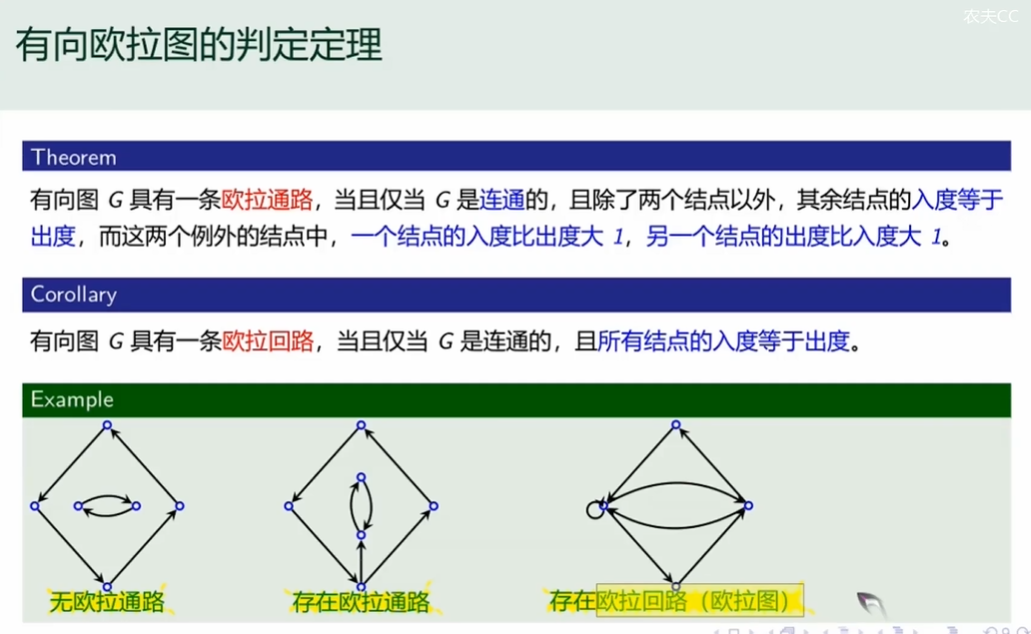 农夫CC
有向欧拉图的判定定理
Theorem
有向图 G 具有一条欧拉通路，当且仅当 G 是连通的，且除了两个结点以外，其余结点的入度等于
出度，而这两个例外的结点中，一个结点的入度比出度大 1，另一个结点的出度比入度大 1。
Corollary
有向图 G 具有一条欧拉回路，当且仅当 G 是连通的，且所有结点的入度等于出度。
Example
无欧拉通路
存在欧拉通路
存在欧拉回路（欧拉图）